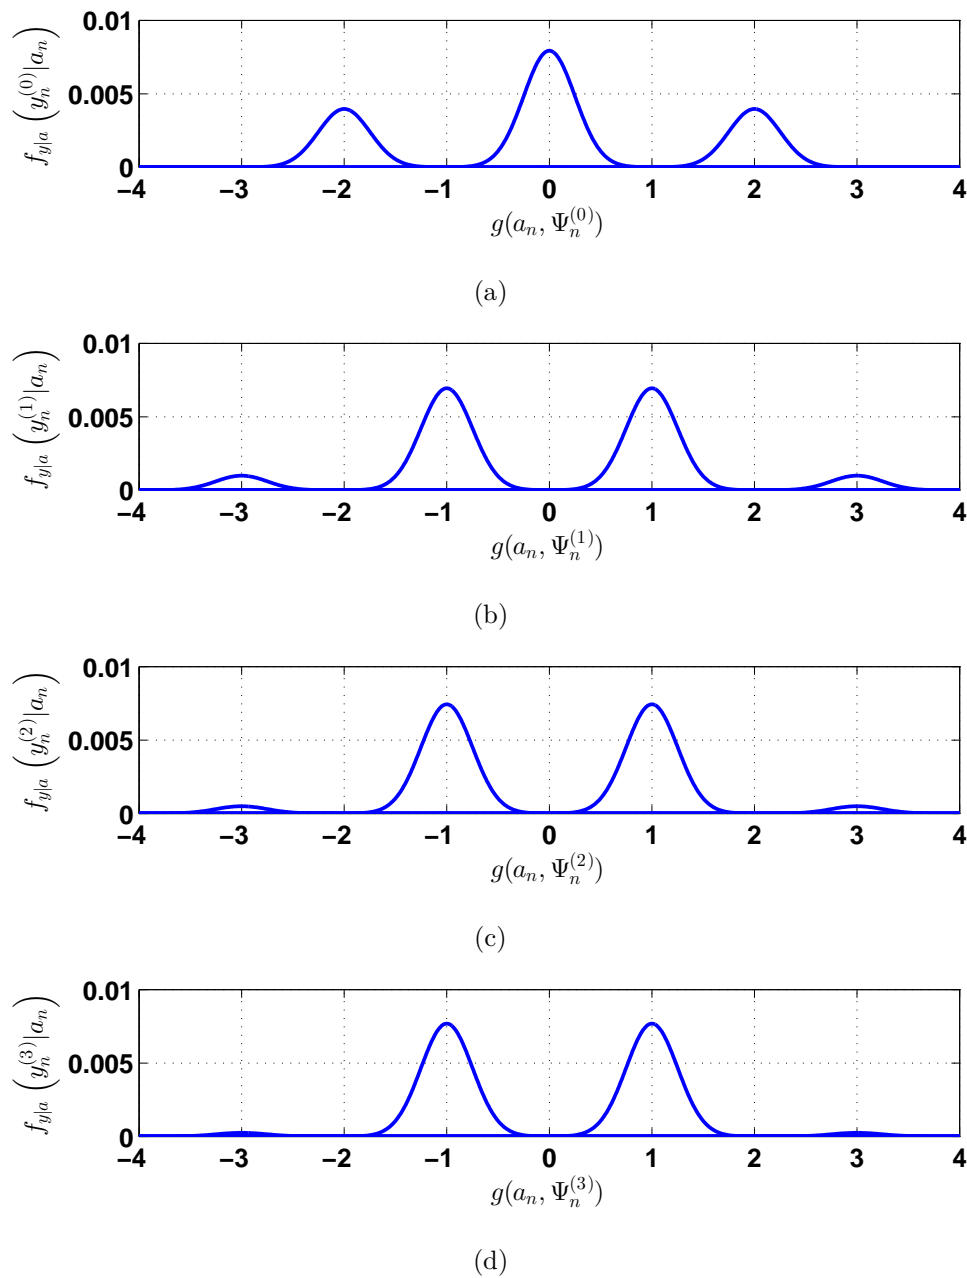 0.01
0.005
0
f_{y|a}(y_n^{(0)}|a_n)
−4 −3 −2 −1 0 1 2 3 4
g(a_n, Ψ_n^{(0)})
(a)
0.01
0.005
0
f_{y|a}(y_n^{(1)}|a_n)
−4 −3 −2 −1 0 1 2 3 4
g(a_n, Ψ_n^{(1)})
(b)
0.01
0.005
0
f_{y|a}(y_n^{(2)}|a_n)
−4 −3 −2 −1 0 1 2 3 4
g(a_n, Ψ_n^{(2)})
(c)
0.01
0.005
0
f_{y|a}(y_n^{(3)}|a_n)
−4 −3 −2 −1 0 1 2 3 4
g(a_n, Ψ_n^{(3)})
(d)